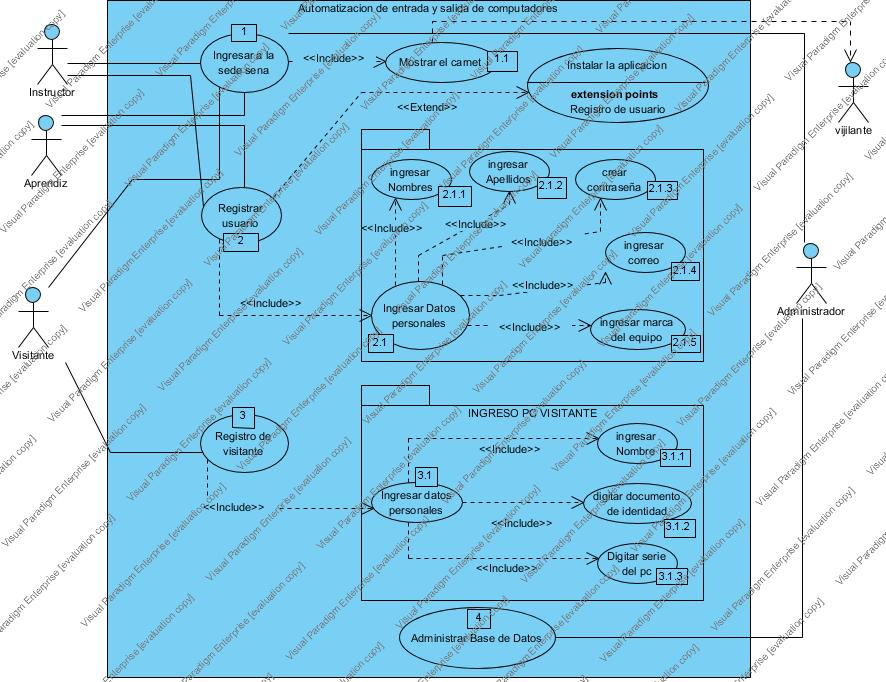 Automatizacion de entrada y salida de computadores
1
Ingresar a la
sede sena
<<Include>>
Mostrar el carnet
1.1
Instalar la aplicacion
extension points
Registro de usuario
<<Extend>>
Instructor
vijilante
Aprendiz
ingresar
Nombres
2.1.1
ingresar
Apellidos
2.1.2
crear
contraseña
2.1.3
Registrar
usuario
2
<<Include>>
<<Include>>
<<Include>>
ingresar
correo
2.1.4
<<Include>>
<<Include>>
Ingresar Datos
personales
2.1
<<Include>>
ingresar marca
del equipo
2.1.5
Visitante
Administrador
INGRESO PC VISITANTE
3
Registro de
visitante
<<Include>>
3.1
Ingresar datos
personales
<<Include>>
ingresar
Nombre
3.1.1
<<Include>>
digitar documento
de identidad
3.1.2
<<Include>>
Digitar serie
del pc
3.1.3
4
Administrar Base de Datos
Visual Paradigm Enterprise [evaluation copy]